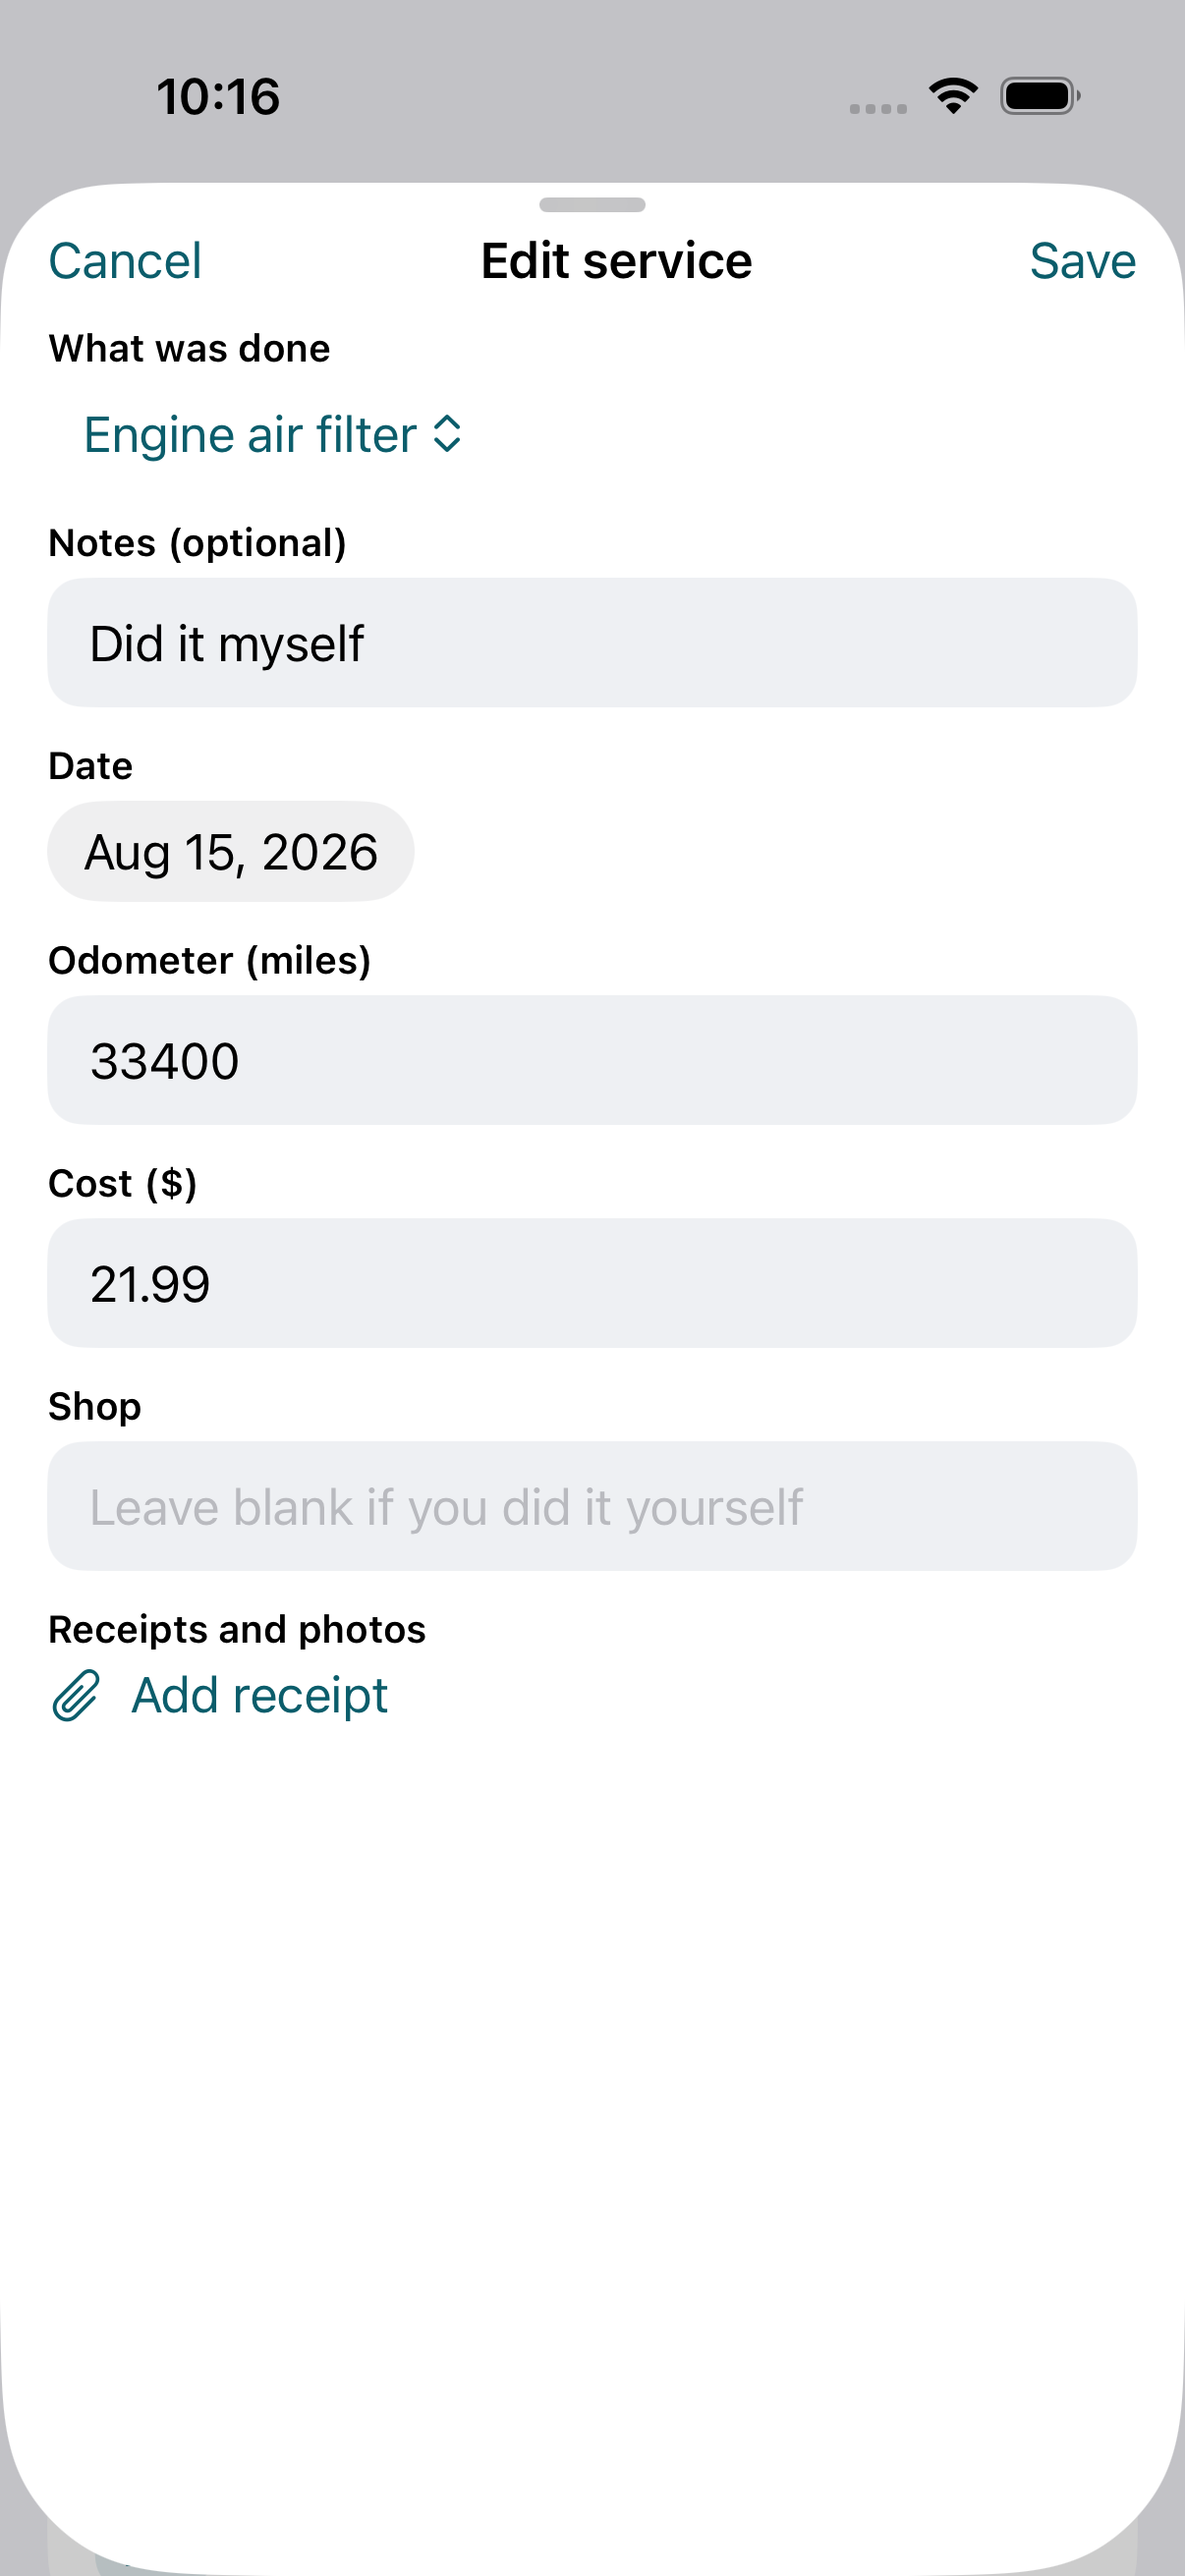 10:16
Cancel
Edit service
Save
What was done
Engine air filter
Notes (optional)
Did it myself
Date
Aug 15, 2026
Odometer (miles)
33400
Cost ($)
21.99
Shop
Leave blank if you did it yourself
Receipts and photos
Add receipt